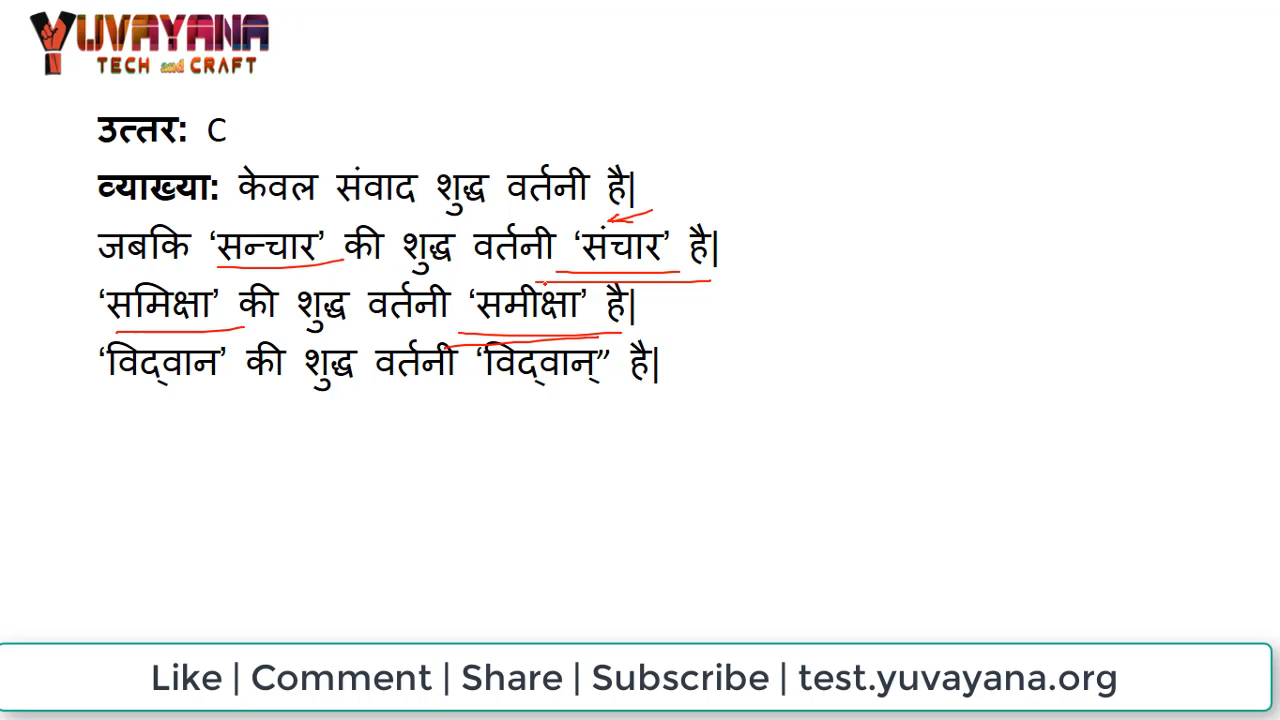 YUVAYANA
TECH and CRAFT
उत्तर: C
व्याख्या: केवल संवाद शुद्ध वर्तनी है|
जबकि ‘सन्चार’ की शुद्ध वर्तनी ‘संचार’ है|
‘समिक्षा’ की शुद्ध वर्तनी ‘समीक्षा’ है|
‘विद्वान’ की शुद्ध वर्तनी ‘विद्वान्” है|
Like | Comment | Share | Subscribe | test.yuvayana.org